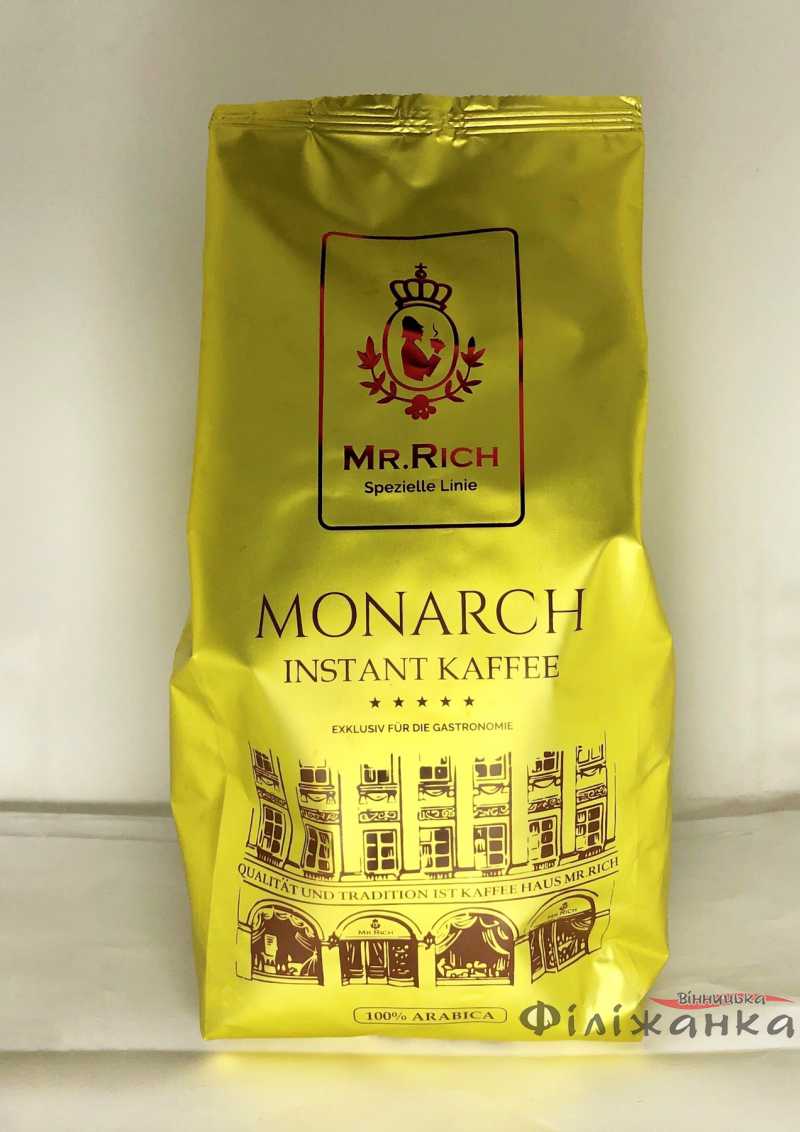 MR.RICH
Spezielle Linie
MONARCH
INSTANT KAFFEE
EXKLUSIV FÜR DIE GASTRONOMIE
QUALITÄT UND TRADITION IST KAFFEE HAUS MR.RICH
MR.RICH
MR.RICH
100% ARABICA
Вінницька
Філіжанка